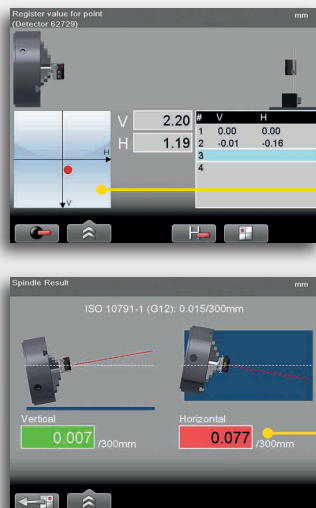 Register value for point
(Detector 62729)
mm
V 2.20
H 1.19
H
V
# V H
1 0.00 0.00
2 -0.01 -0.16
3
4
H
Spindle Result
mm
ISO 10791-1 (G12): 0.015/300mm
Vertical
0.007 /300mm
Horizontal
0.077 /300mm